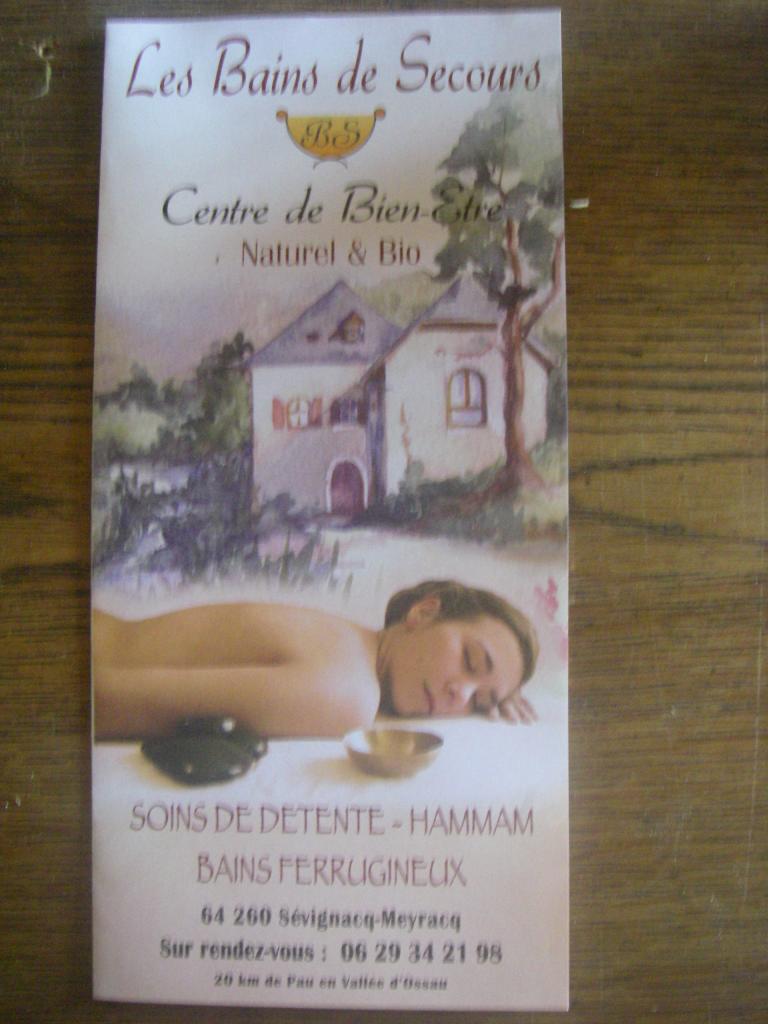 Les Bains de Secours
BS
Centre de Bien-Etre
Naturel & Bio
SOINS DE DETENTE - HAMMAM
BAINS FERRUGINEUX
64 260 Sévignacq-Meyracq
Sur rendez-vous : 06 29 34 21 98
20 km de Pau en Vallée d'Ossau